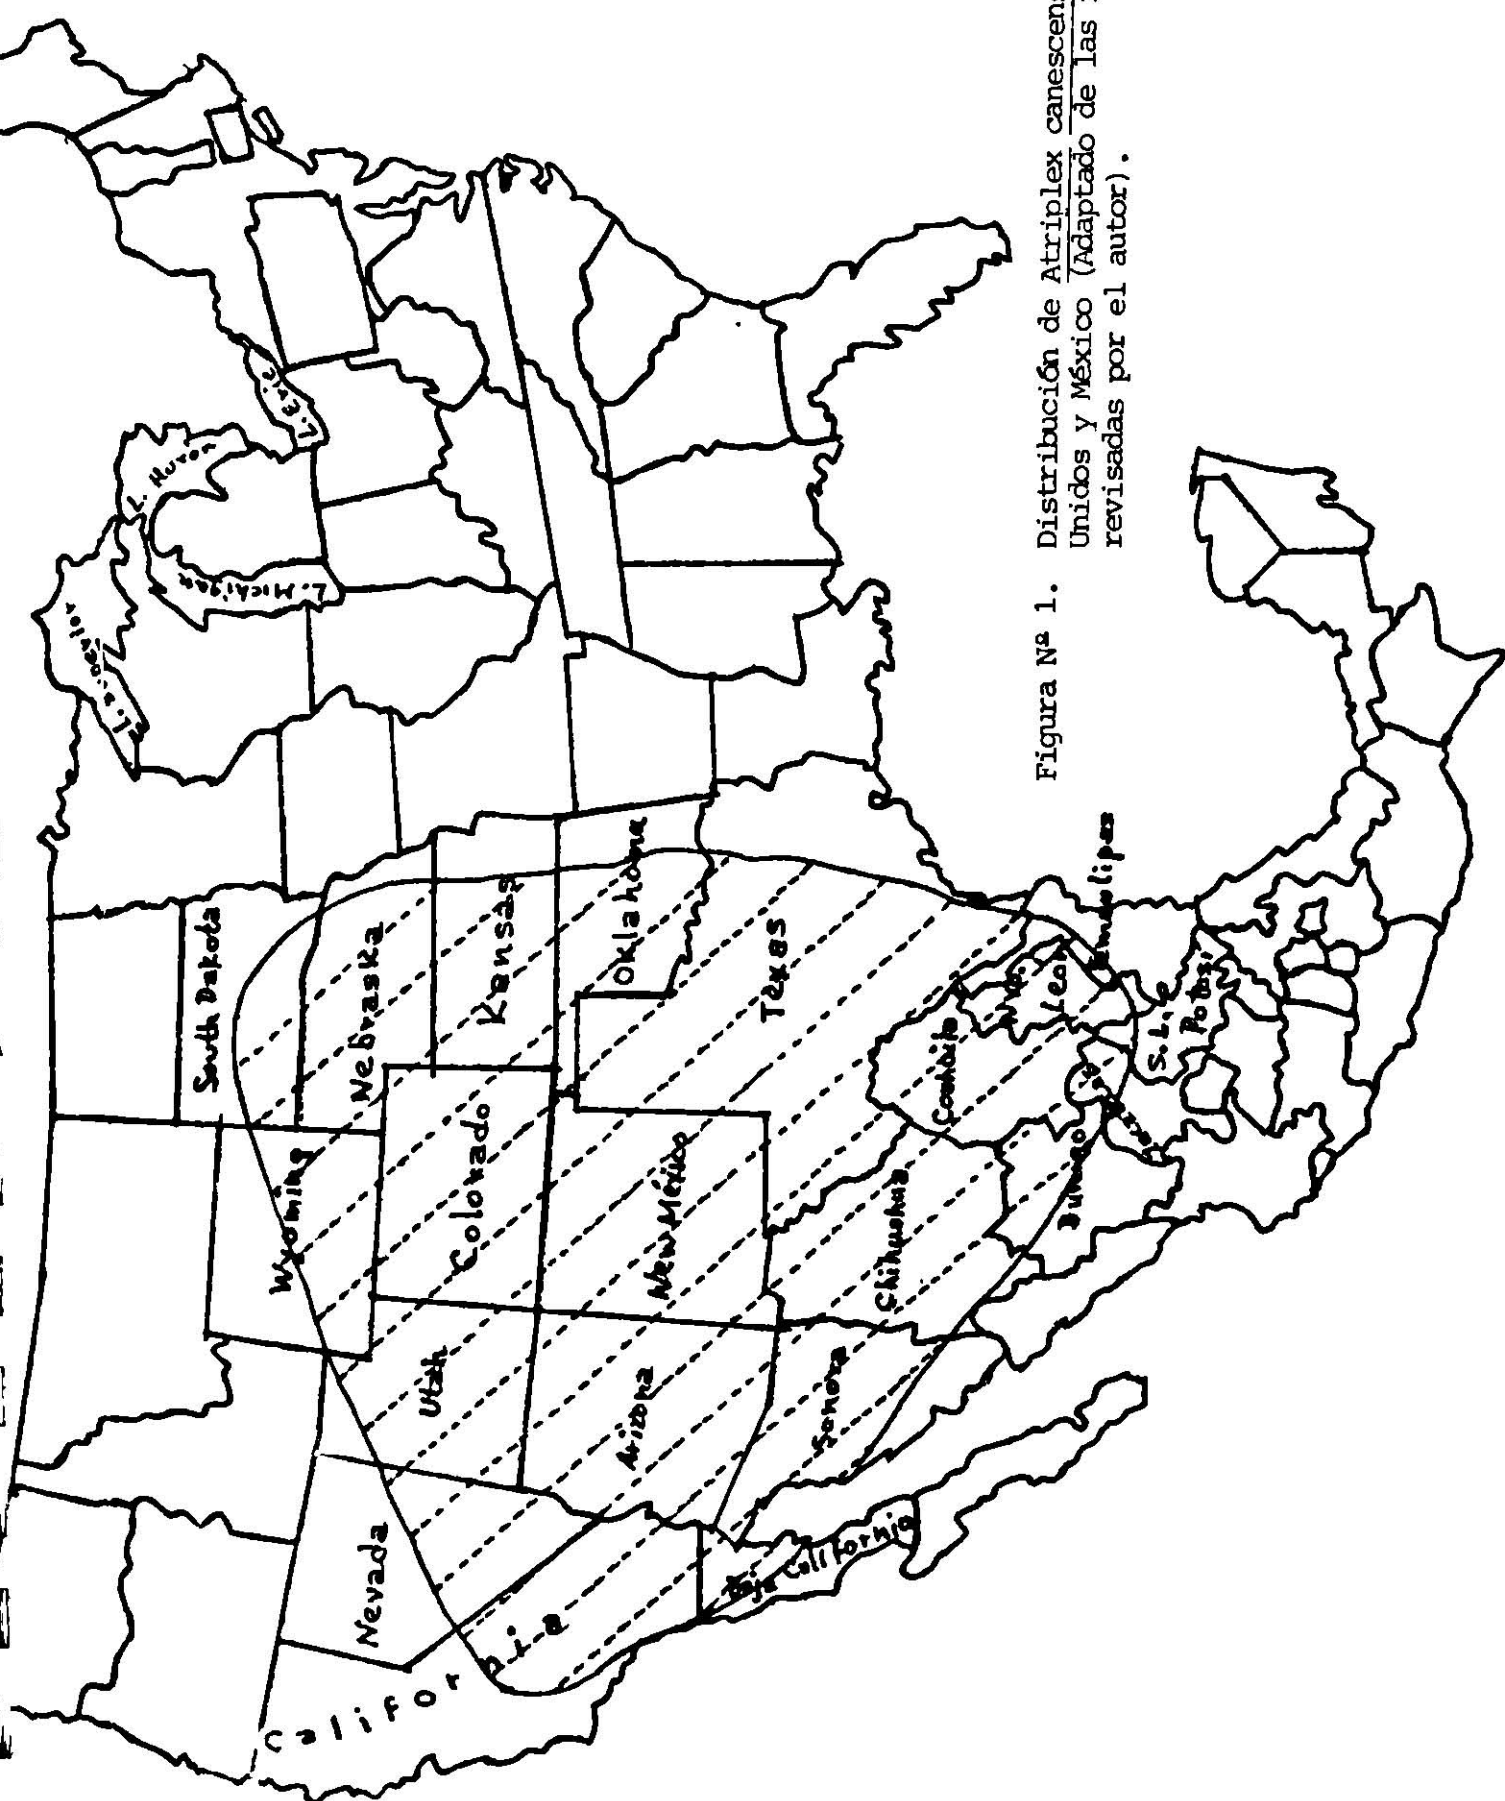 L. Superior
L. Huron
L. Michigan
L. Erie
South Dakota
Wyoming
Nebraska
Nevada
Utah
Colorado
Kansas
California
Arizona
New México
Oklahoma
Texas
Baja California
Sonora
Chihuahua
Coahuila
Leon
Tamaulipas
S. L.
Potosi
Figura Nº 1. Distribución de Atriplex canescens
Unidos y México (Adaptado de las
revisadas por el autor).